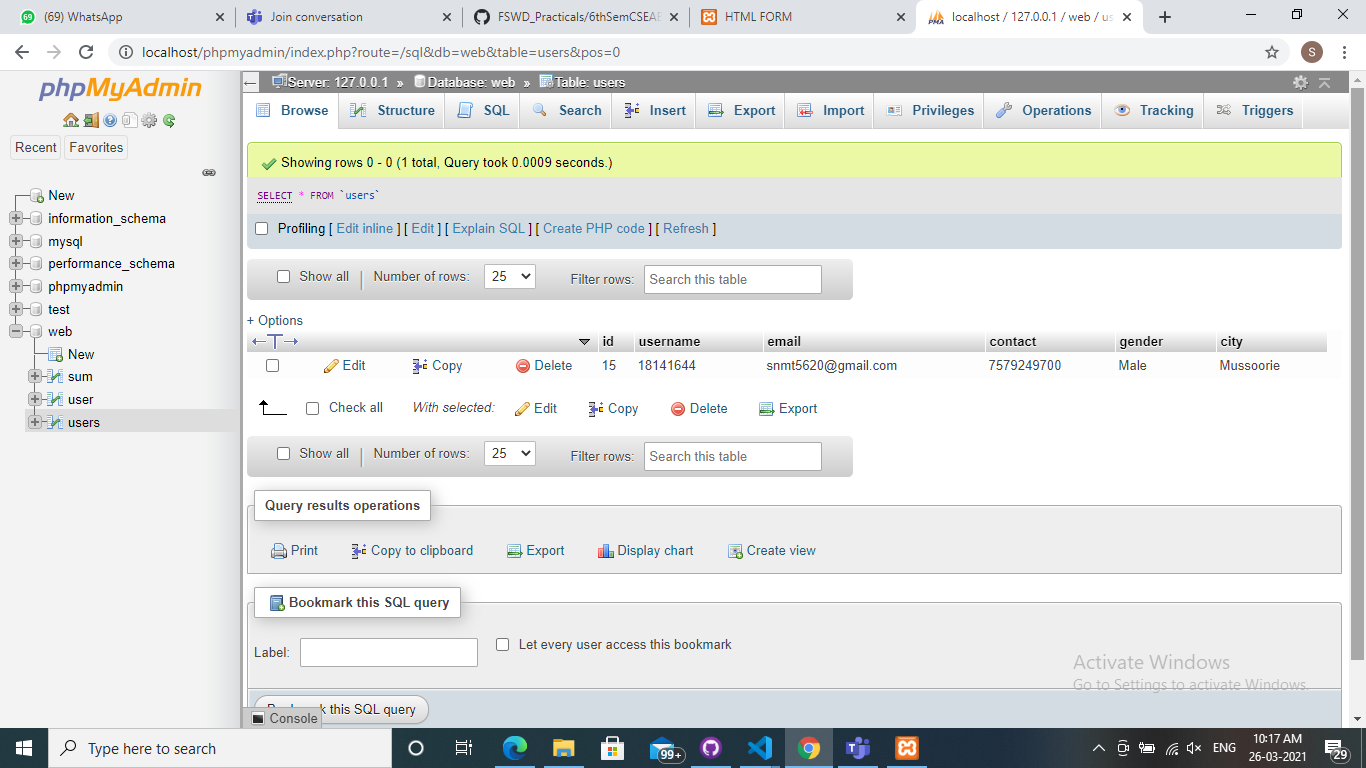 (69) WhatsApp
Join conversation
FSWD_Practicals/6thSemCSEAE
HTML FORM
localhost / 127.0.0.1 / web / us
localhost/phpmyadmin/index.php?route=/sql&db=web&table=users&pos=0
S
phpMyAdmin
Recent Favorites
New
information_schema
mysql
performance_schema
phpmyadmin
test
web
New
sum
user
users
Server: 127.0.0.1 » Database: web » Table: users
Browse Structure SQL Search Insert Export Import Privileges Operations Tracking Triggers
Showing rows 0 - 0 (1 total, Query took 0.0009 seconds.)
SELECT * FROM `users`
Profiling [ Edit inline ] [ Edit ] [ Explain SQL ] [ Create PHP code ] [ Refresh ]
Show all | Number of rows: 25 Filter rows: Search this table
+ Options
id username email contact gender city
Edit Copy Delete 15 18141644 snmt5620@gmail.com 7579249700 Male Mussoorie
Check all With selected: Edit Copy Delete Export
Show all | Number of rows: 25 Filter rows: Search this table
Query results operations
Print Copy to clipboard Export Display chart Create view
Bookmark this SQL query
Label: Let every user access this bookmark
Activate Windows
Go to Settings to activate Windows.
this SQL query
Console
Type here to search
99+
ENG
10:17 AM
26-03-2021
29